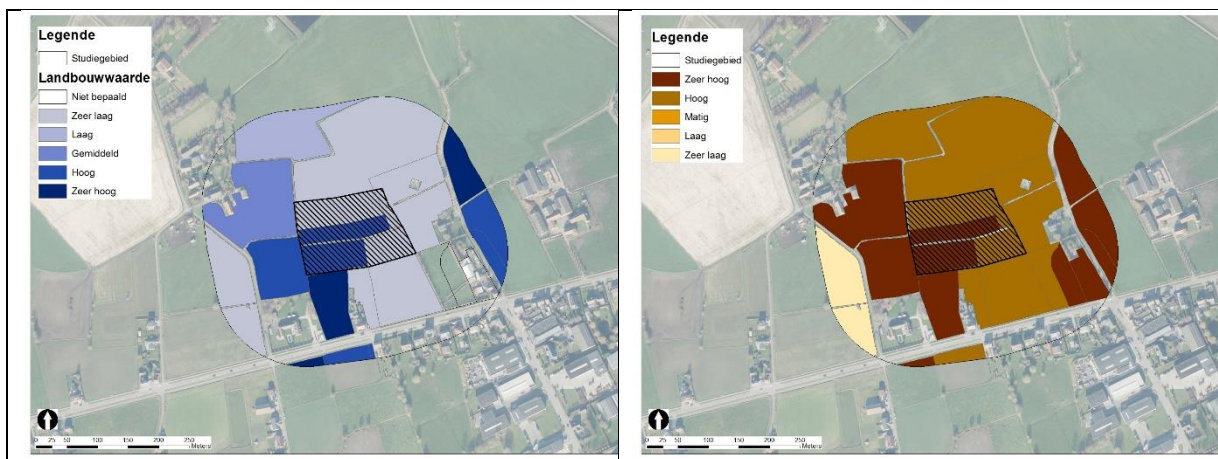 Legende
Studiegebied
Landbouwwaarde
Niet bepaald
Zeer laag
Laag
Gemiddeld
Hoog
Zeer hoog
0 25 50 100 150 200 250
Meters
Legende
Studiegebied
Zeer hoog
Hoog
Matig
Laag
Zeer laag
0 25 50 100 150 200 250
Meters